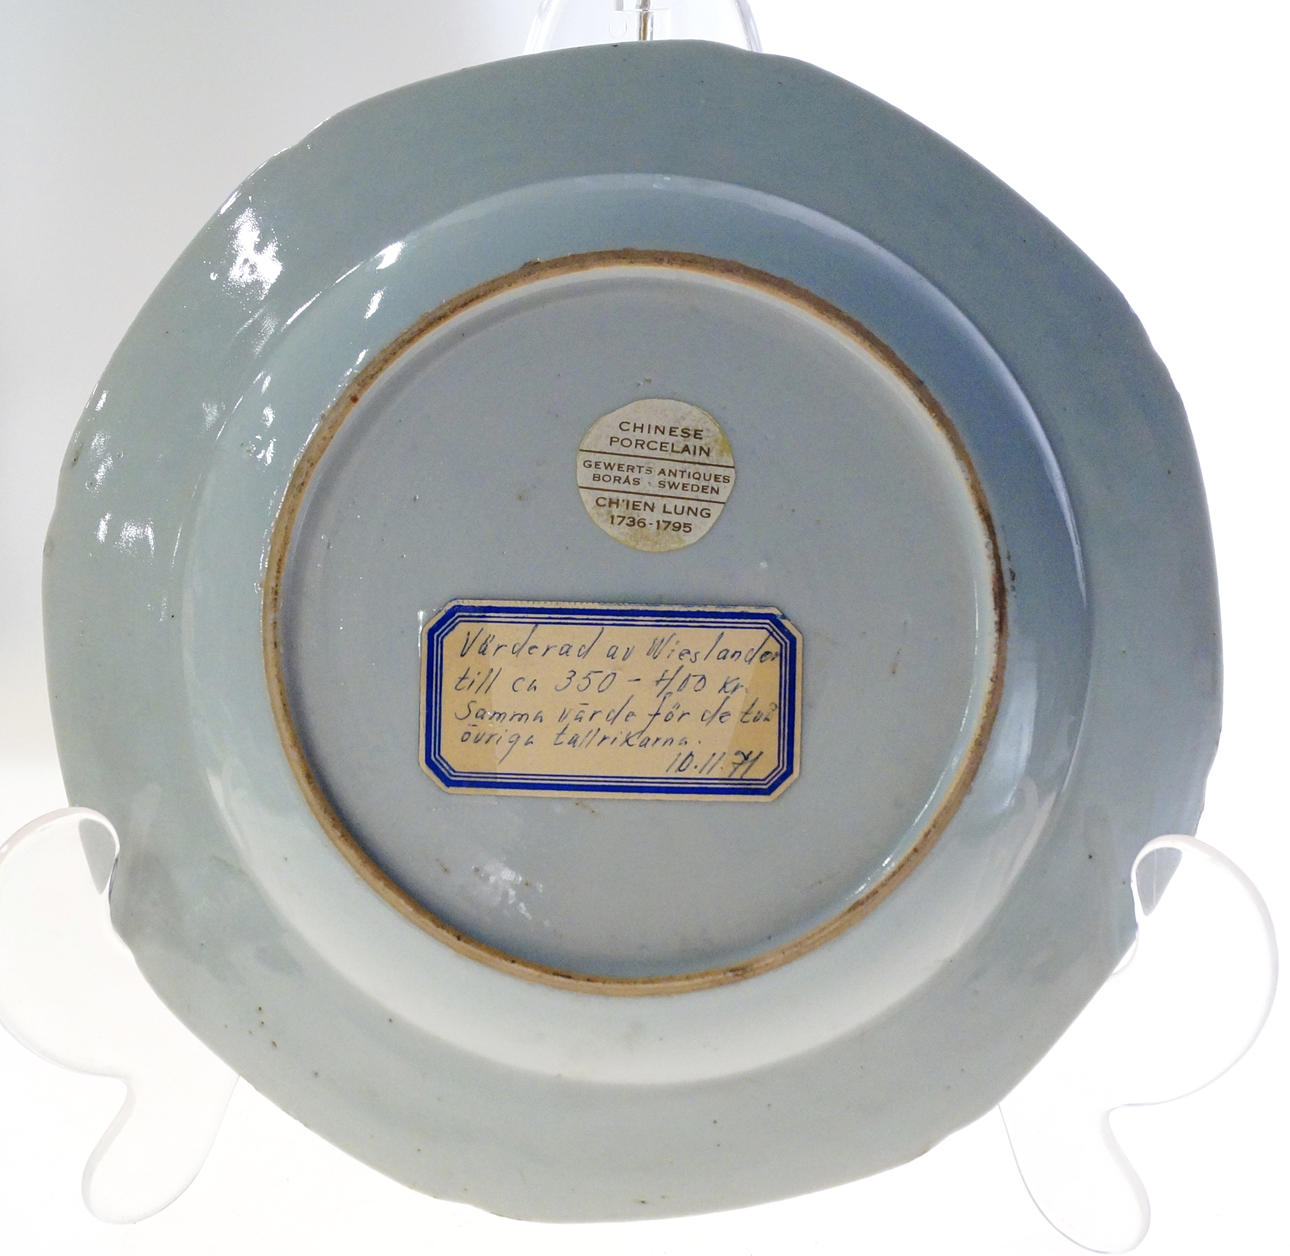 CHINESE
PORCELAIN
GEWERTS ANTIQUES
BORÅS · SWEDEN
CH'IEN LUNG
1736-1795
Värderad av Wieslander
till ca 350 - 400 kr.
Samma värde för de två
övriga tallrikarna.
10.11.71